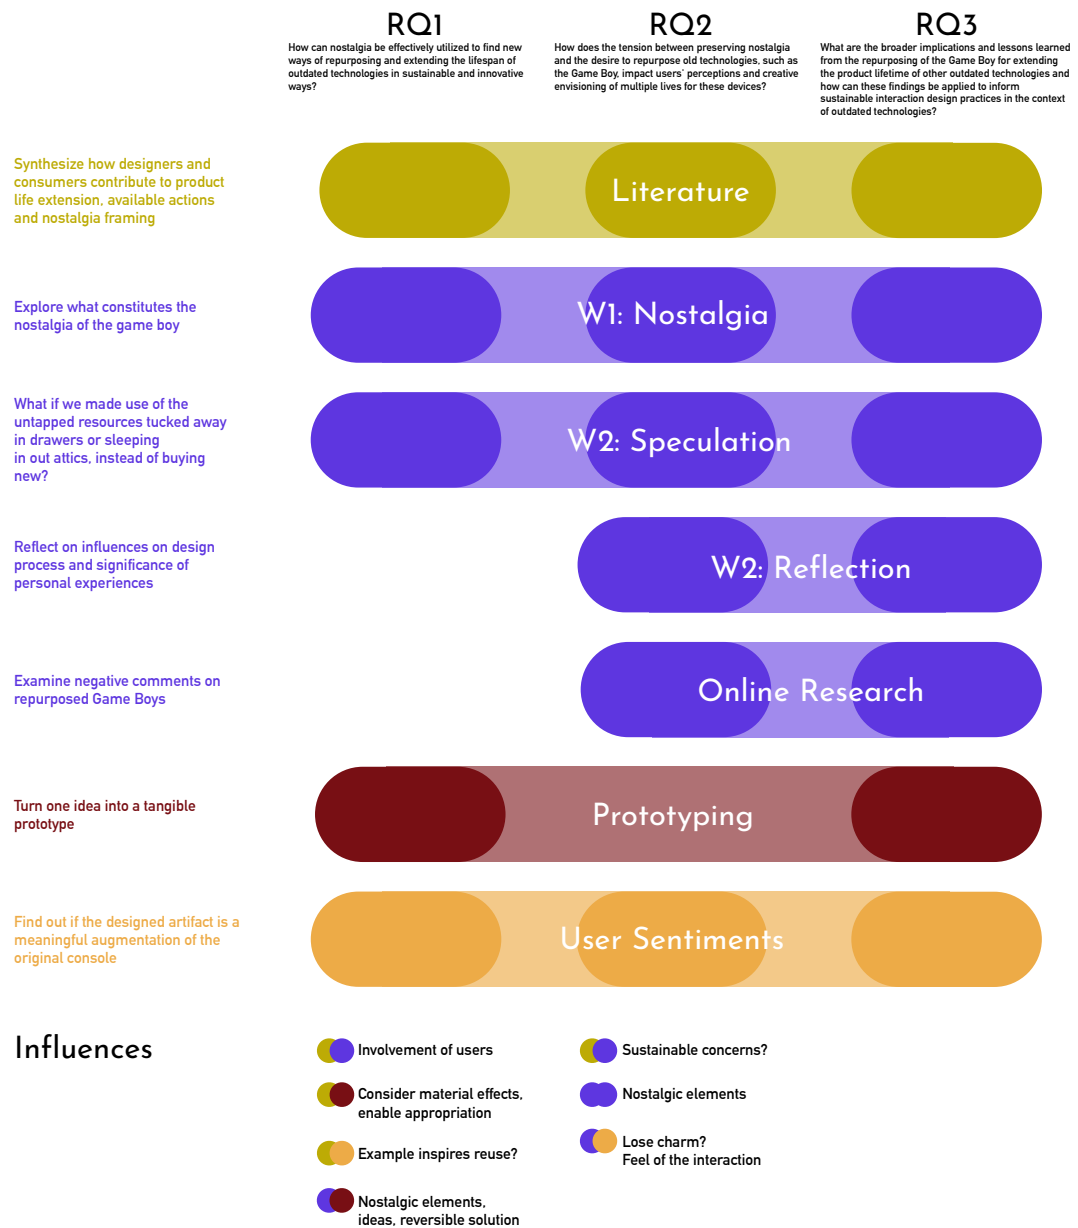 RQ1
How can nostalgia be effectively utilized to find new
ways of repurposing and extending the lifespan of
outdated technologies in sustainable and innovative
ways?
RQ2
How does the tension between preserving nostalgia
and the desire to repurpose old technologies, such as
the Game Boy, impact users' perceptions and creative
envisioning of multiple lives for these devices?
RQ3
What are the broader implications and lessons learned
from the repurposing of the Game Boy for extending
the product lifetime of other outdated technologies and
how can these findings be applied to inform
sustainable interaction design practices in the context
of outdated technologies?
Synthesize how designers and
consumers contribute to product
life extension, available actions
and nostalgia framing
Literature
Explore what constitutes the
nostalgia of the game boy
W1: Nostalgia
What if we made use of the
untapped resources tucked away
in drawers or sleeping
in out attics, instead of buying
new?
W2: Speculation
Reflect on influences on design
process and significance of
personal experiences
W2: Reflection
Examine negative comments on
repurposed Game Boys
Online Research
Turn one idea into a tangible
prototype
Prototyping
Find out if the designed artifact is a
meaningful augmentation of the
original console
User Sentiments
Influences
Involvement of users
Consider material effects,
enable appropriation
Example inspires reuse?
Nostalgic elements,
ideas, reversible solution
Sustainable concerns?
Nostalgic elements
Lose charm?
Feel of the interaction